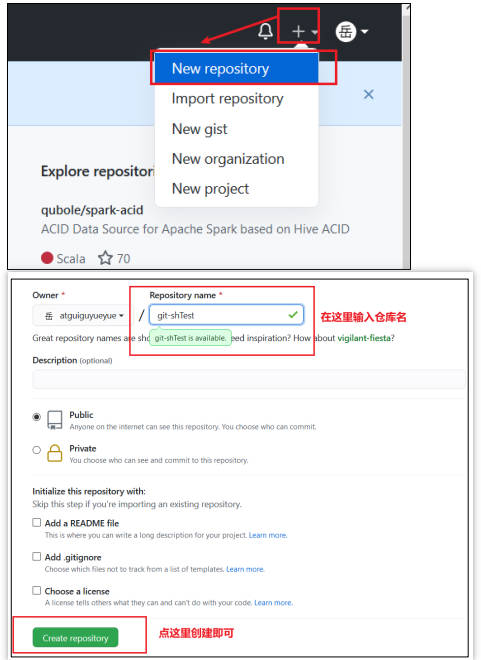 岳
New repository
Import repository
New gist
New organization
New project
Explore repositori
qubole/spark-acid
ACID Data Source for Apache Spark based on Hive ACID
Scala 70
Owner * Repository name *
岳 atguiguyueyue / git-shTest
在这里输入仓库名
git-shTest is available.
Great repository names are sho eed inspiration? How about vigilant-fiesta?
Description (optional)
Public
Anyone on the internet can see this repository. You choose who can commit.
Private
You choose who can see and commit to this repository.
Initialize this repository with:
Skip this step if you're importing an existing repository.
Add a README file
This is where you can write a long description for your project. Learn more.
Add .gitignore
Choose which files not to track from a list of templates. Learn more.
Choose a license
A license tells others what they can and can't do with your code. Learn more.
Create repository 点这里创建即可